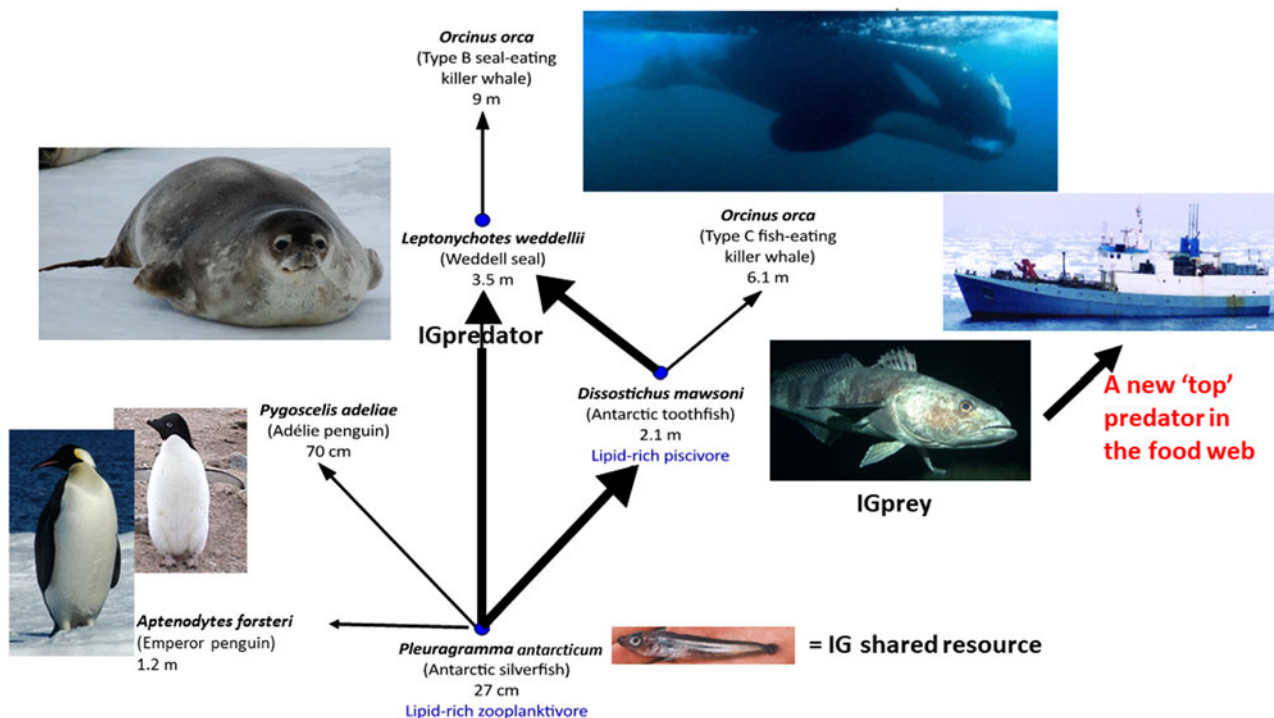 Orcinus orca
(Type B seal-eating
killer whale)
9 m
Leptonychotes weddellii
(Weddell seal)
3.5 m
IGpredator
Orcinus orca
(Type C fish-eating
killer whale)
6.1 m
Dissostichus mawsoni
(Antarctic toothfish)
2.1 m
Lipid-rich piscivore
IGprey
A new ‘top’
predator in
the food web
Pygoscelis adeliae
(Adélie penguin)
70 cm
Aptenodytes forsteri
(Emperor penguin)
1.2 m
Pleuragramma antarcticum
(Antarctic silverfish)
27 cm
Lipid-rich zooplanktivore
= IG shared resource